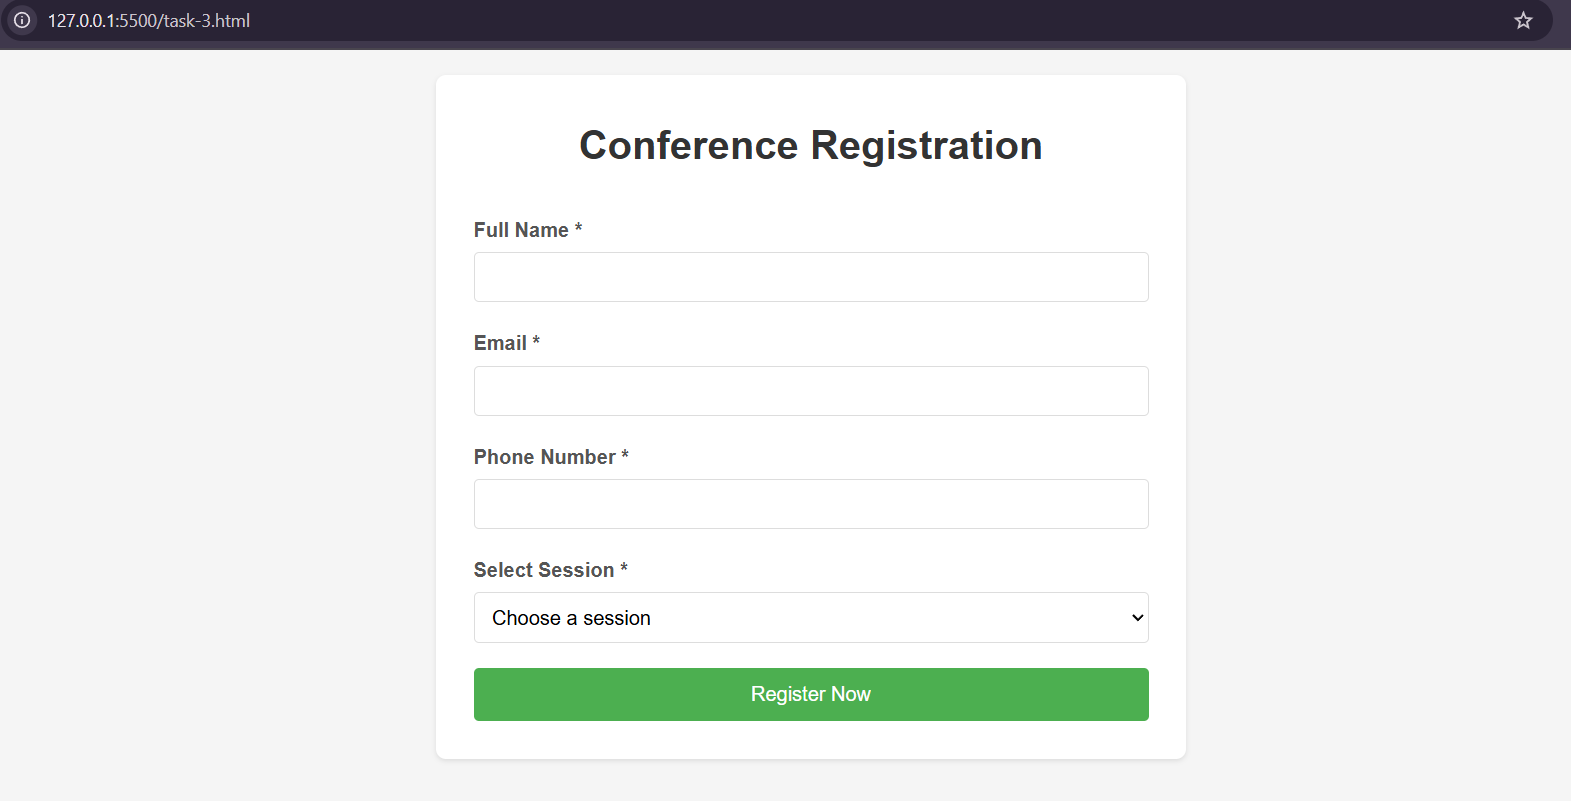 127.0.0.1:5500/task-3.html
Conference Registration
Full Name *
Email *
Phone Number *
Select Session *
Choose a session
Register Now